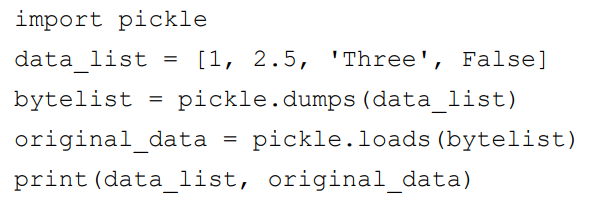 import pickle
data_list = [1, 2.5, 'Three', False]
bytelist = pickle.dumps(data_list)
original_data = pickle.loads(bytelist)
print(data_list, original_data)